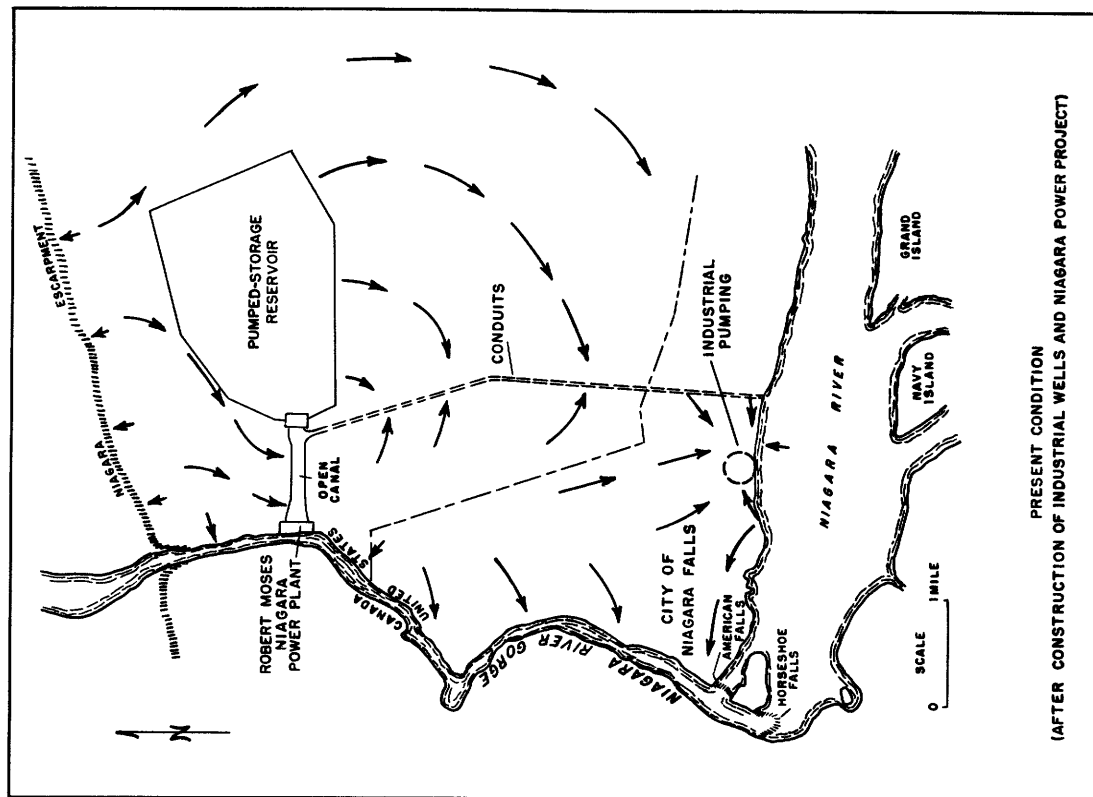 NIAGARA ESCARPMENT
PUMPED-STORAGE
RESERVOIR
OPEN
CANAL
ROBERT MOSES
NIAGARA
POWER PLANT
UNITED STATES
CANADA
CONDUITS
INDUSTRIAL
PUMPING
NIAGARA RIVER GORGE
CITY OF
NIAGARA FALLS
AMERICAN
FALLS
HORSESHOE
FALLS
NIAGARA RIVER
NAVY
ISLAND
GRAND
ISLAND
N
SCALE
0 1 MILE
PRESENT CONDITION
(AFTER CONSTRUCTION OF INDUSTRIAL WELLS AND NIAGARA POWER PROJECT)